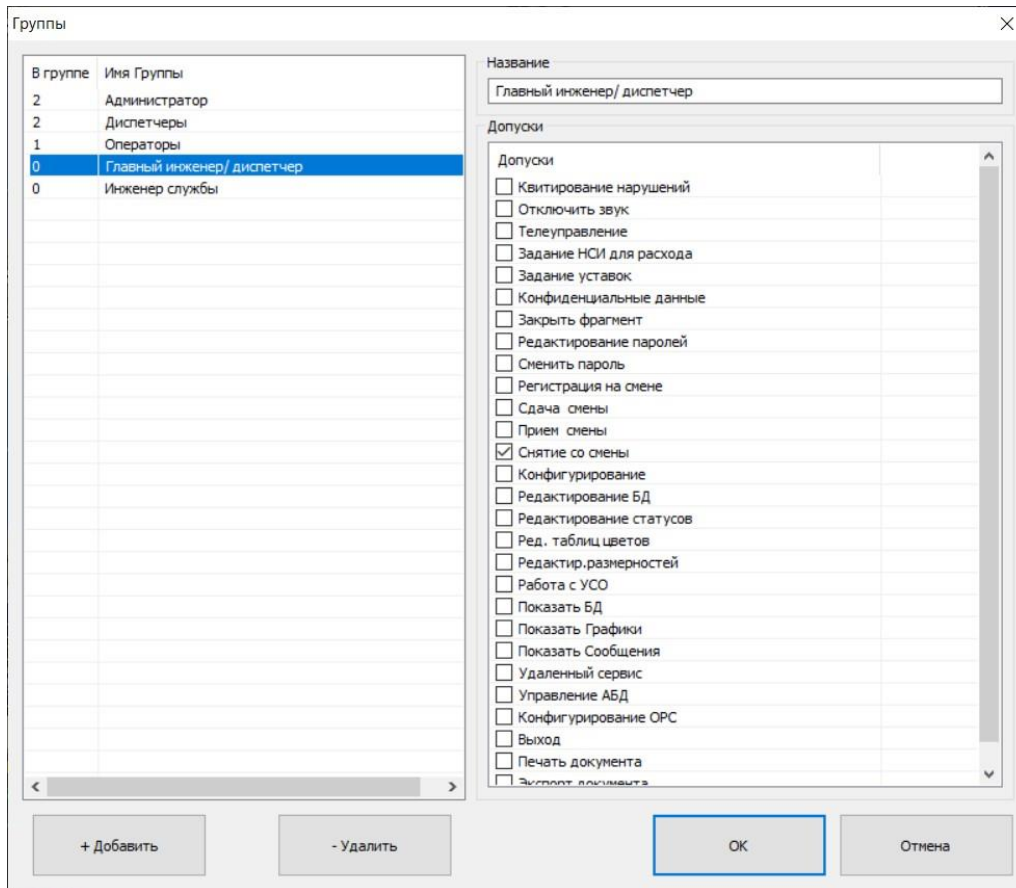 Группы
В группе Имя Группы
2 Администратор
2 Диспетчеры
1 Операторы
0 Главный инженер/ диспетчер
0 Инженер службы
Название
Главный инженер/ диспетчер
Допуски
Допуски
Квитирование нарушений
Отключить звук
Телеуправление
Задание НСИ для расхода
Задание уставок
Конфиденциальные данные
Закрыть фрагмент
Редактирование паролей
Сменить пароль
Регистрация на смене
Сдача смены
Прием смены
Снятие со смены
Конфигурирование
Редактирование БД
Редактирование статусов
Ред. таблиц цветов
Редактир.размерностей
Работа с УСО
Показать БД
Показать Графики
Показать Сообщения
Удаленный сервис
Управление АБД
Конфигурирование ОРС
Выход
Печать документа
Экспорт документа
+ Добавить
- Удалить
OK
Отмена